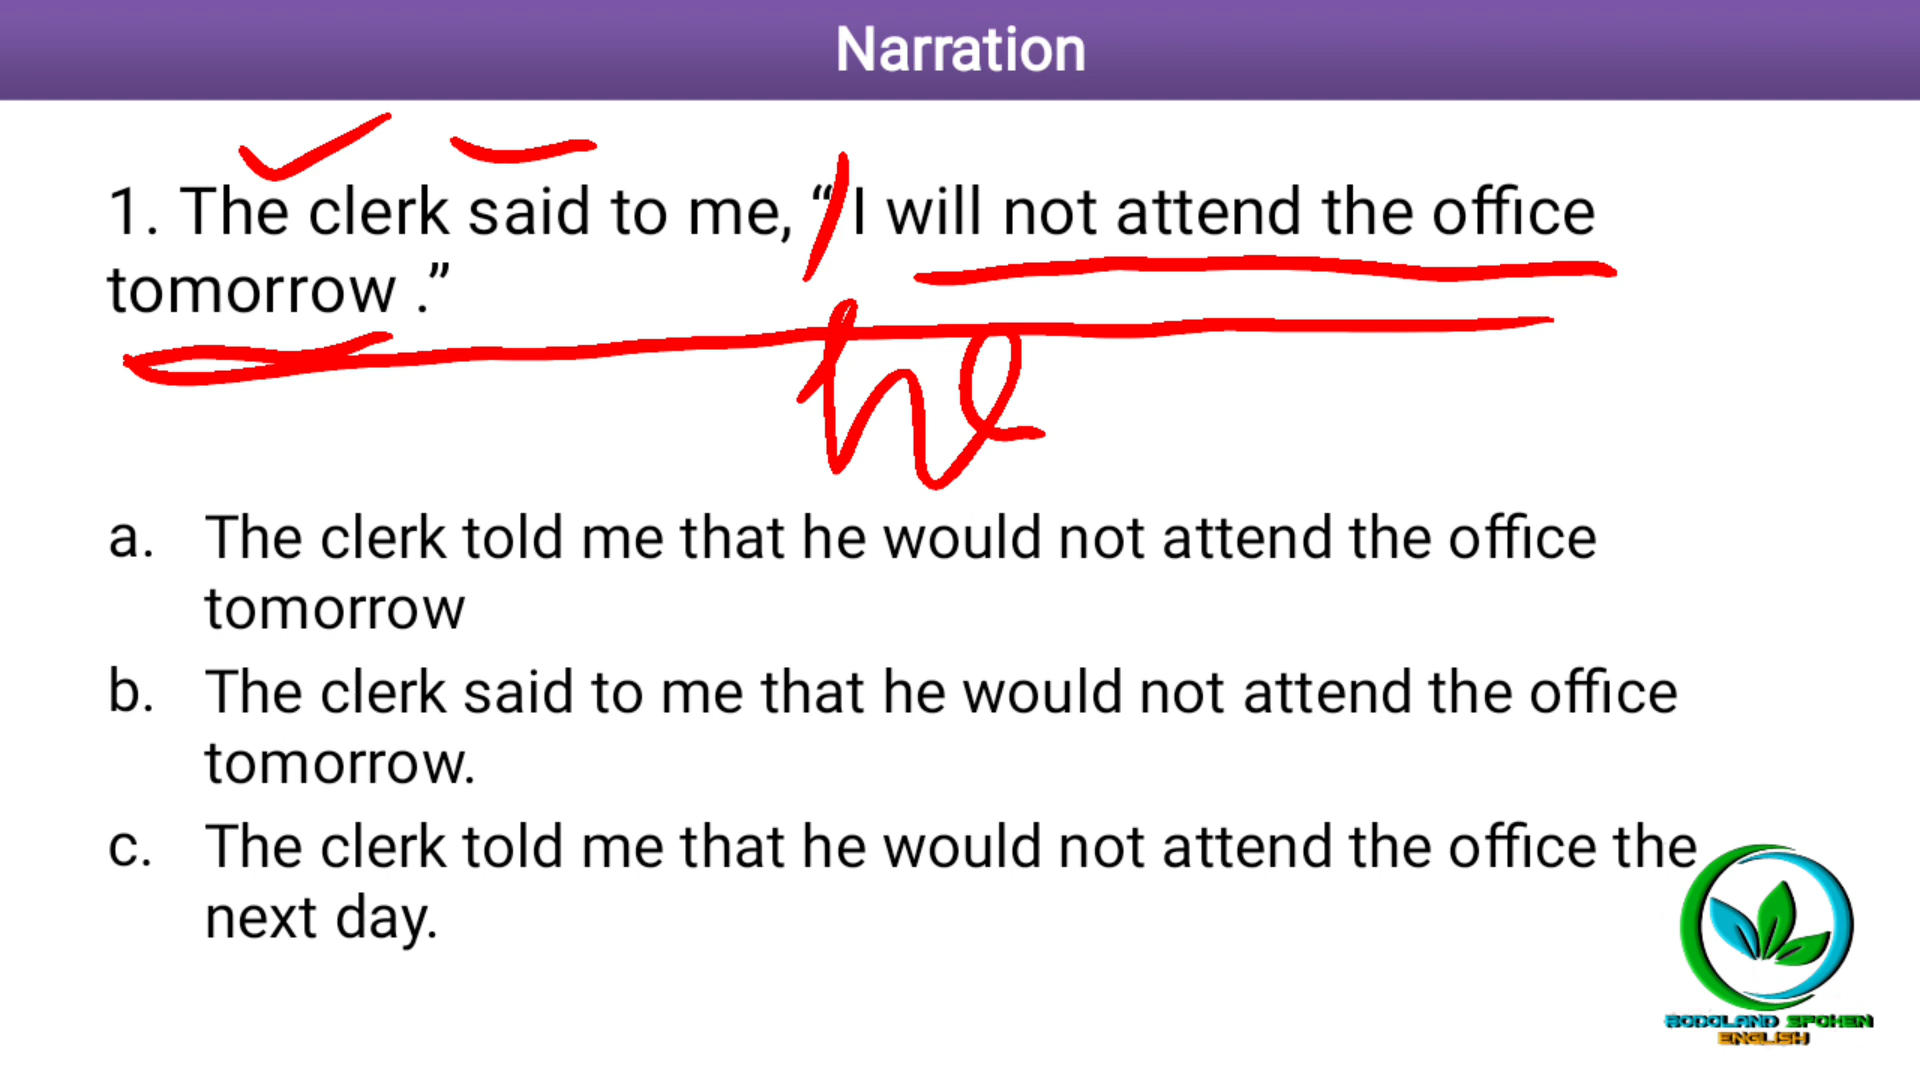 Narration
1. The clerk said to me, “ I will not attend the office
tomorrow .”
he
a. The clerk told me that he would not attend the office
tomorrow
b. The clerk said to me that he would not attend the office
tomorrow.
c. The clerk told me that he would not attend the office the
next day.
BODOLAND SPOKEN
ENGLISH